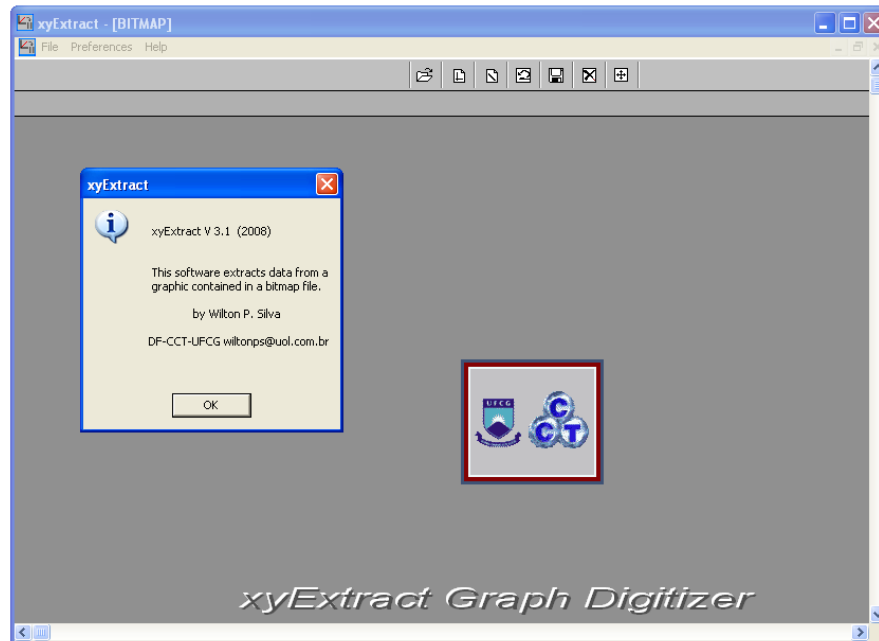 xyExtract - [BITMAP]
File Preferences Help
xyExtract
xyExtract V 3.1 (2008)
This software extracts data from a
graphic contained in a bitmap file.
by Wilton P. Silva
DF-CCT-UFCG wiltonps@uol.com.br
OK
UFCG
C
C T
xyExtract Graph Digitizer